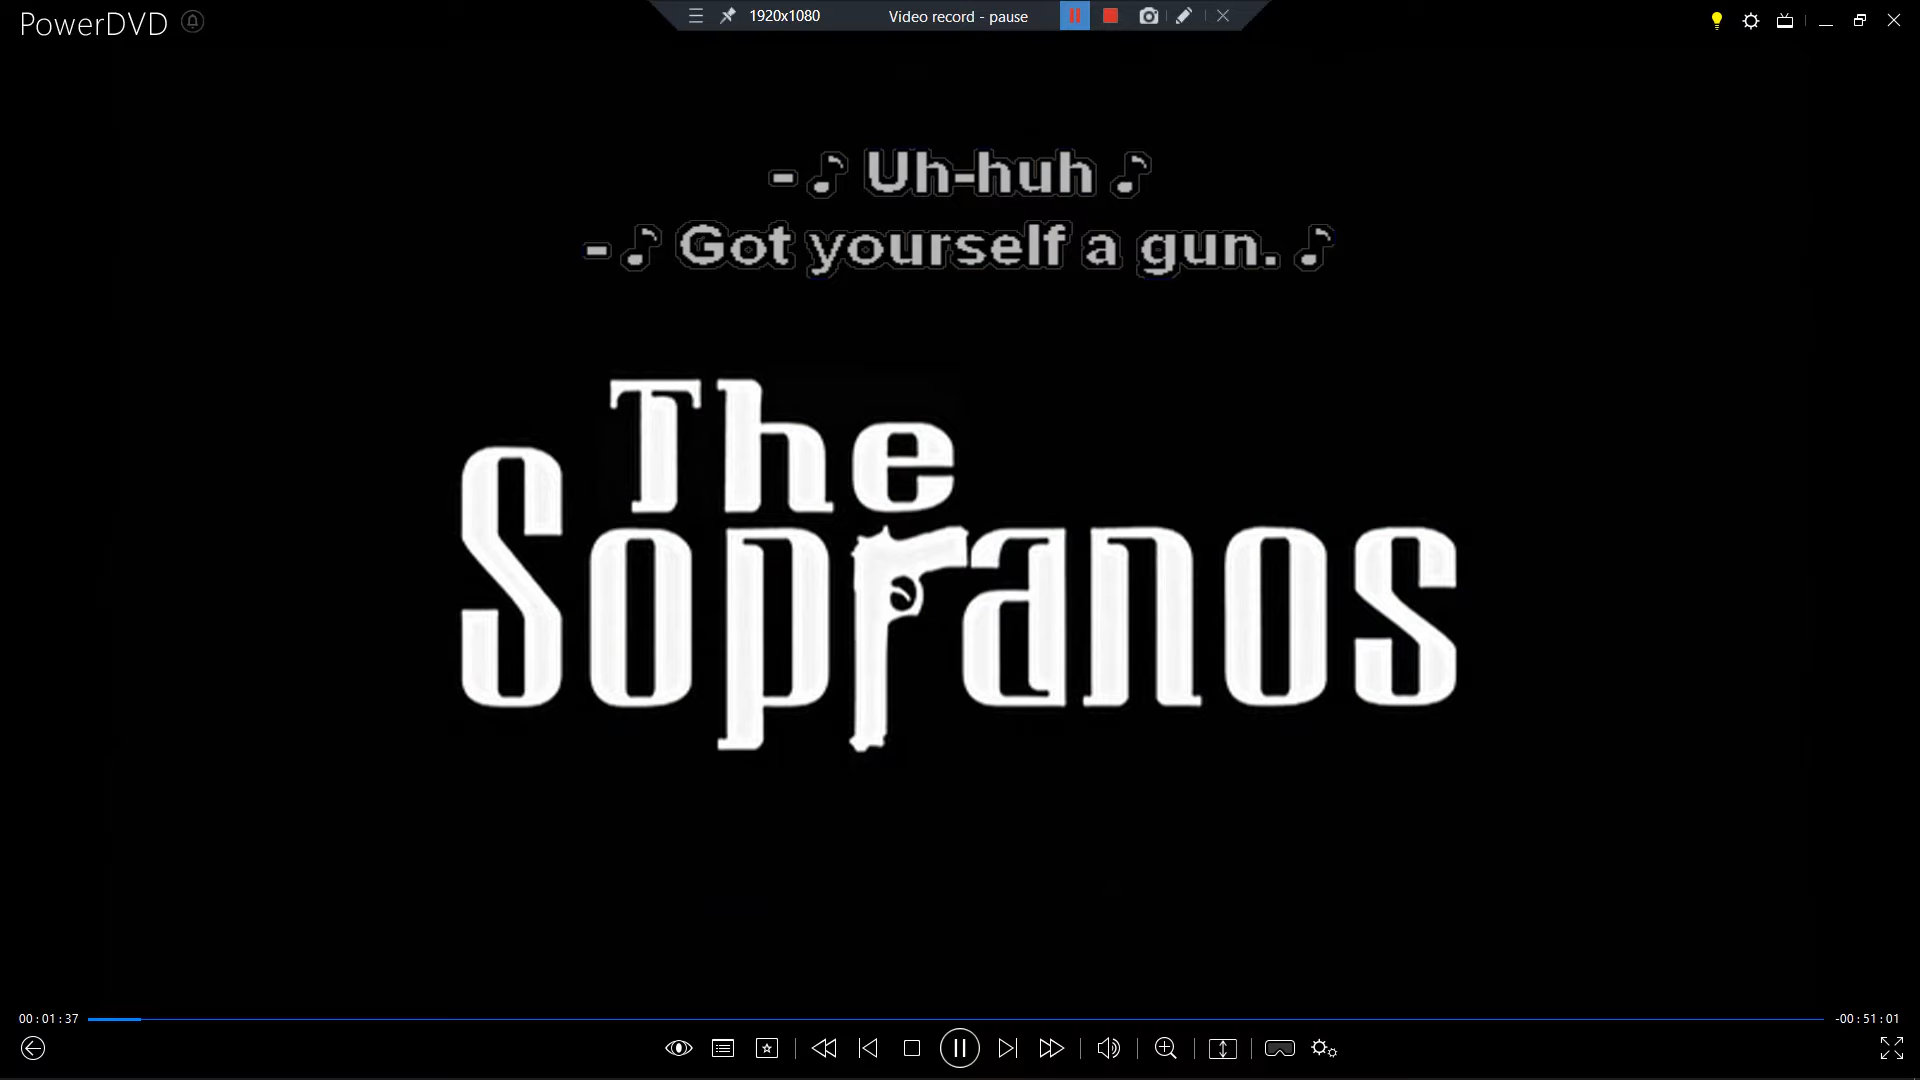 PowerDVD
1920x1080
Video record - pause
-♪ Uh-huh ♪
-♪ Got yourself a gun. ♪
The
Sopranos
00:01:37
-00:51:01